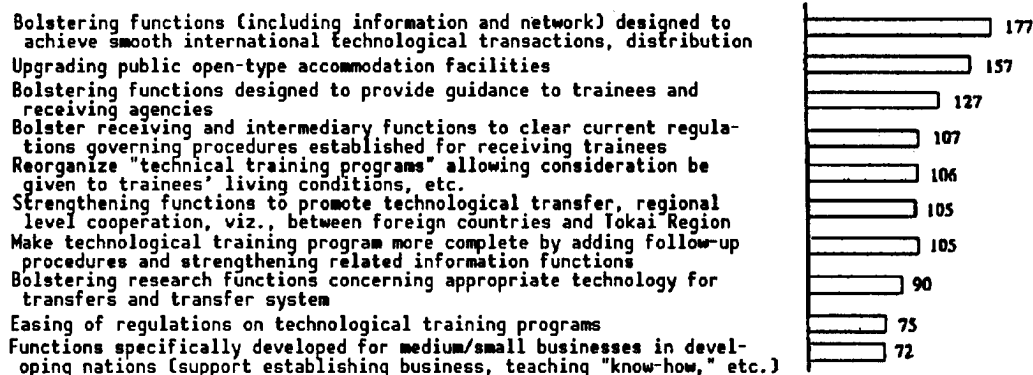 Bolstering functions (including information and network) designed to
achieve smooth international technological transactions, distribution
177
Upgrading public open-type accommodation facilities
157
Bolstering functions designed to provide guidance to trainees and
receiving agencies
127
Bolster receiving and intermediary functions to clear current regula-
tions governing procedures established for receiving trainees
107
Reorganize "technical training programs" allowing consideration be
given to trainees' living conditions, etc.
106
Strengthening functions to promote technological transfer, regional
level cooperation, viz., between foreign countries and Tokai Region
105
Make technological training program more complete by adding follow-up
procedures and strengthening related information functions
105
Bolstering research functions concerning appropriate technology for
transfers and transfer system
90
Easing of regulations on technological training programs
75
Functions specifically developed for medium/small businesses in devel-
oping nations (support establishing business, teaching "know-how," etc.)
72